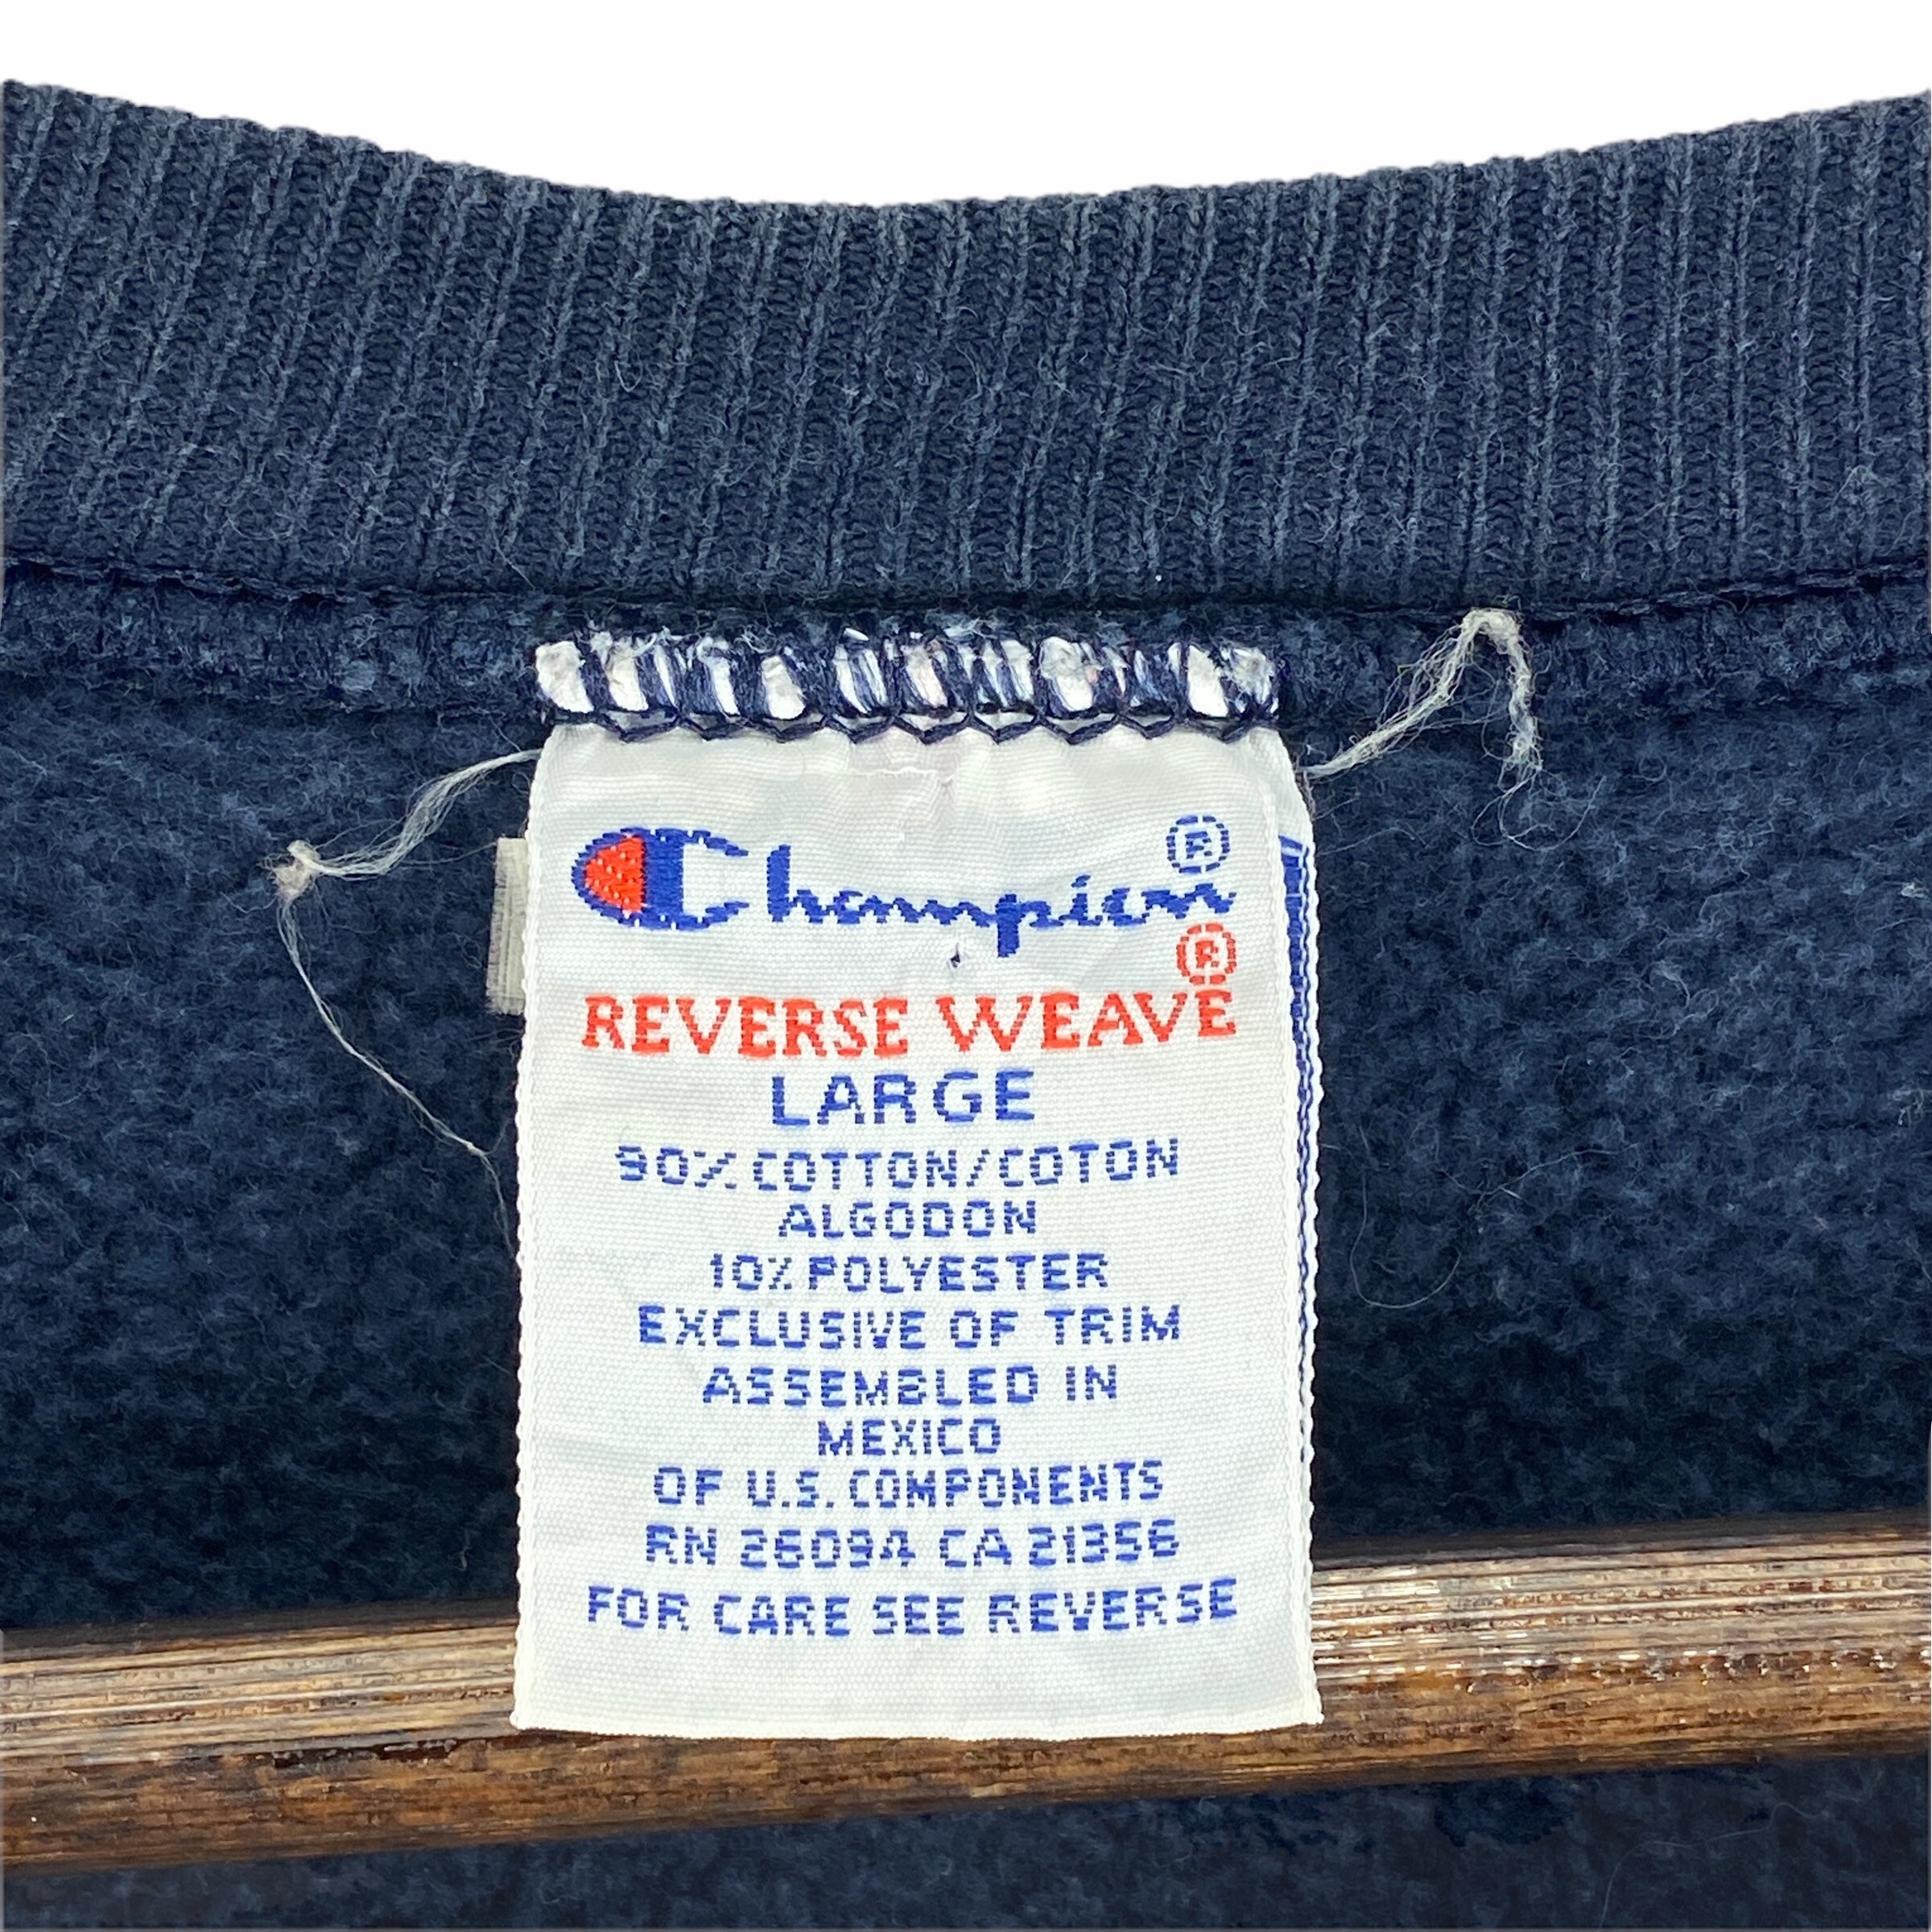 Champion ®
®
REVERSE WEAVE
LARGE
90% COTTON/COTON
ALGODON
10% POLYESTER
EXCLUSIVE OF TRIM
ASSEMBLED IN
MEXICO
OF U.S. COMPONENTS
RN 26094 CA 21356
FOR CARE SEE REVERSE